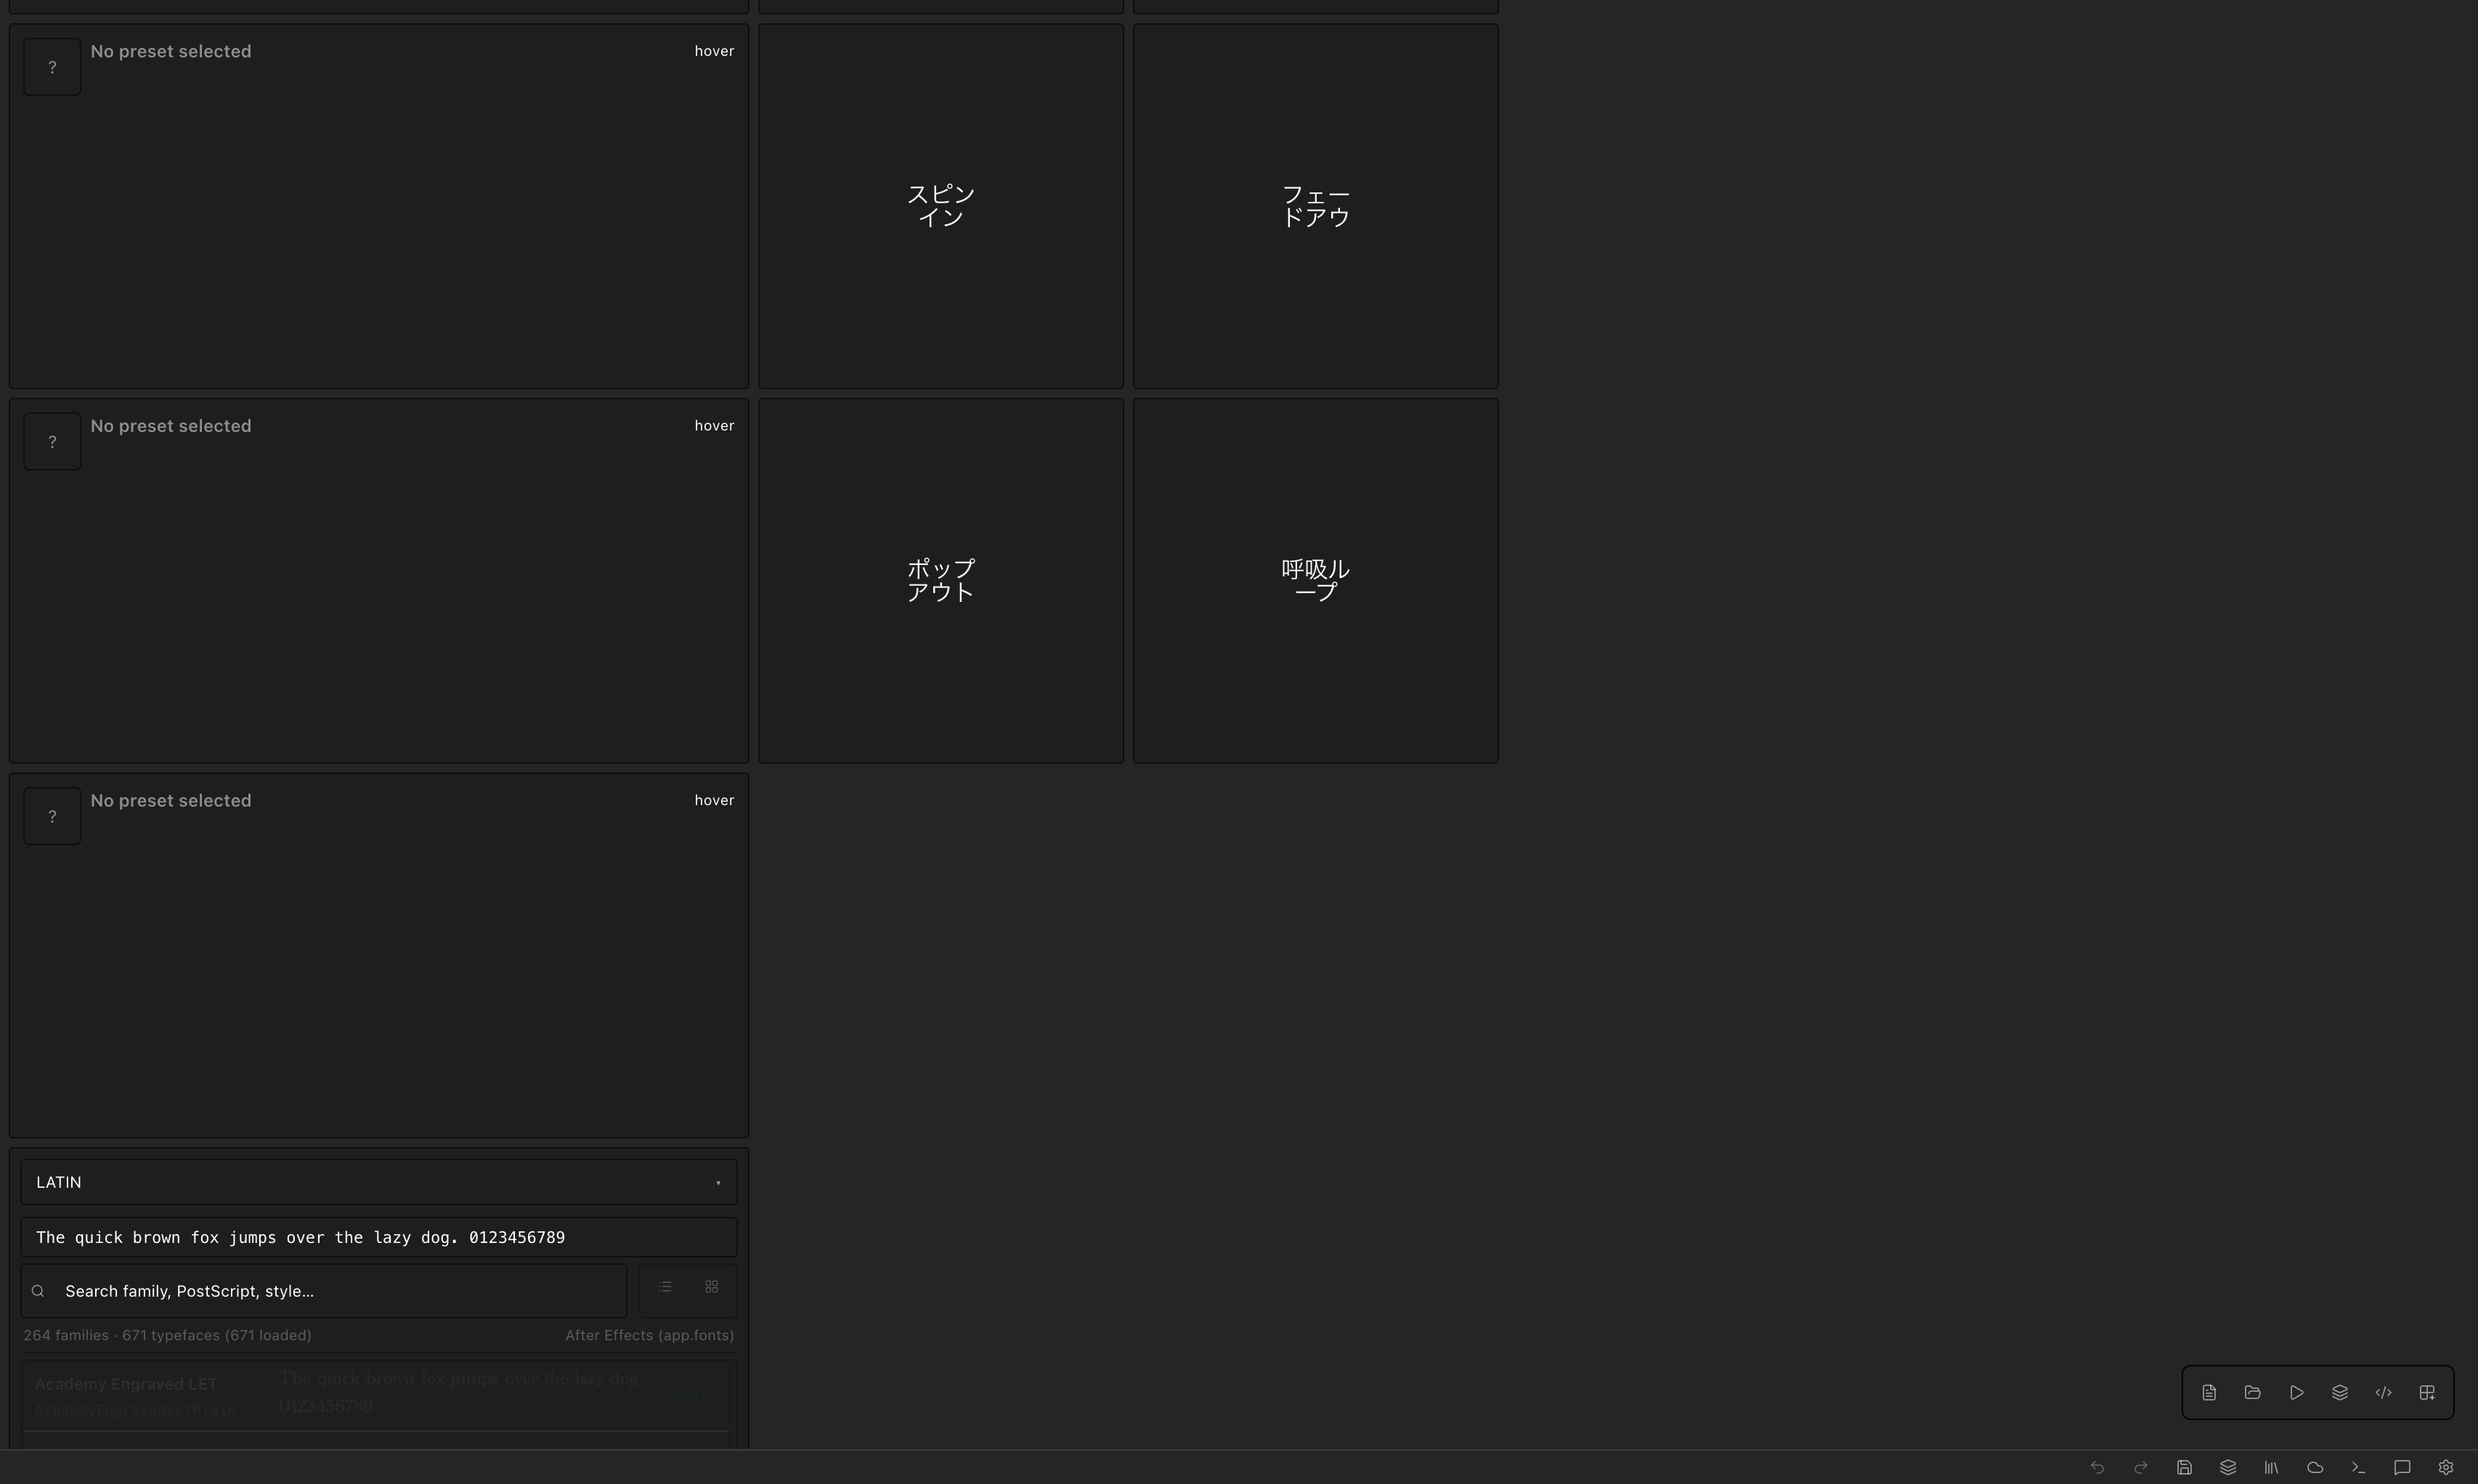 ?
No preset selected
hover
スピン
イン
フェー
ドアウ
?
No preset selected
hover
ポップ
アウト
呼吸ル
ープ
?
No preset selected
hover
LATIN
The quick brown fox jumps over the lazy dog. 0123456789
Search family, PostScript, style...
264 families · 671 typefaces (671 loaded)
After Effects (app.fonts)
Academy Engraved LET
AcademyEngravedLetPlain
The quick brown fox jumps over the lazy dog.
0123456789